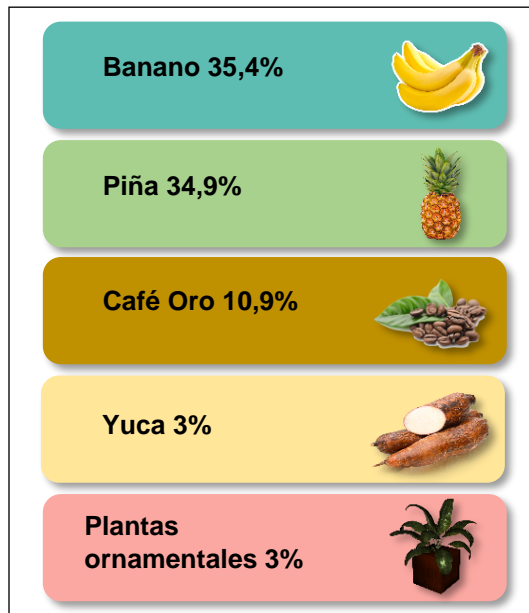 Banano 35,4%
Piña 34,9%
Café Oro 10,9%
Yuca 3%
Plantas
ornamentales 3%